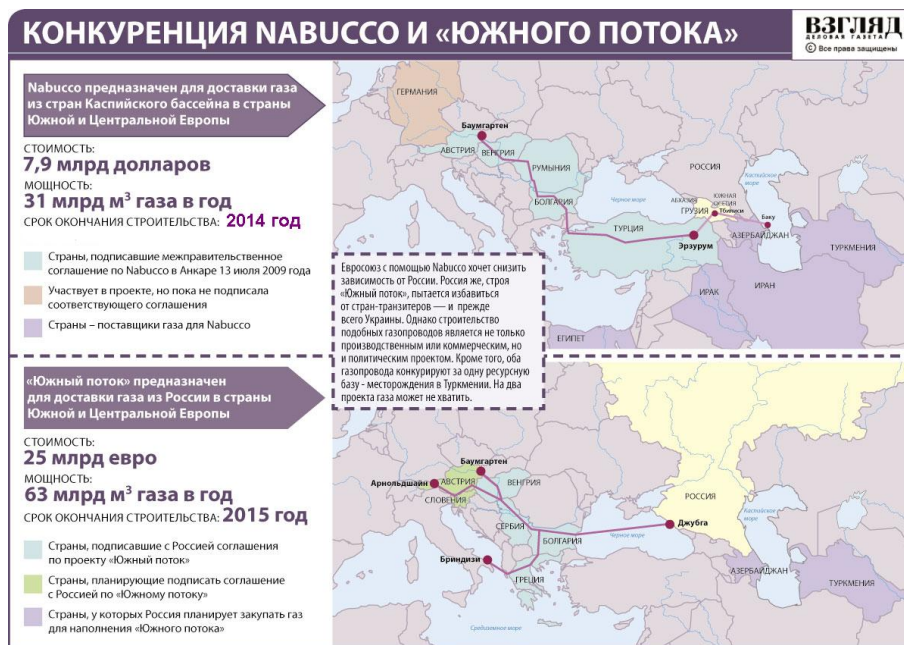 КОНКУРЕНЦИЯ NABUCCO И «ЮЖНОГО ПОТОКА»
ВЗГЛЯД
ДЕЛОВАЯ ГАЗЕТА
© Все права защищены
Nabucco предназначен для доставки газа
из стран Каспийского бассейна в страны
Южной и Центральной Европы
СТОИМОСТЬ:
7,9 млрд долларов
МОЩНОСТЬ:
31 млрд м³ газа в год
СРОК ОКОНЧАНИЯ СТРОИТЕЛЬСТВА: 2014 год
Страны, подписавшие межправительственное
соглашение по Nabucco в Анкаре 13 июля 2009 года
Участвует в проекте, но пока не подписала
соответствующего соглашения
Страны – поставщики газа для Nabucco
ГЕРМАНИЯ
Баумгартен
АВСТРИЯ
ВЕНГРИЯ
РУМЫНИЯ
БОЛГАРИЯ
РОССИЯ
Каспийское
море
Черное море
АБХАЗИЯ
ЮЖНАЯ
ОСЕТИЯ
ГРУЗИЯ
Тбилиси
Баку
ТУРЦИЯ
Эрзурум
АЗЕРБАЙДЖАН
ТУРКМЕНИЯ
ИРАК
ИРАН
ЕГИПЕТ
Евросоюз с помощью Nabucco хочет снизить
зависимость от России. Россия же, строя
«Южный поток», пытается избавиться
от стран-транзитеров — и прежде
всего Украины. Однако строительство
подобных газопроводов является не только
производственным или коммерческим, но
и политическим проектом. Кроме того, оба
газопровода конкурируют за одну ресурсную
базу - месторождения в Туркмении. На два
проекта газа может не хватить.
«Южный поток» предназначен
для доставки газа из России в страны
Южной и Центральной Европы
СТОИМОСТЬ:
25 млрд евро
МОЩНОСТЬ:
63 млрд м³ газа в год
СРОК ОКОНЧАНИЯ СТРОИТЕЛЬСТВА: 2015 год
Страны, подписавшие с Россией соглашения
по проекту «Южный поток»
Страны, планирующие подписать соглашение
с Россией по «Южному потоку»
Страны, у которых Россия планирует закупать газ
для наполнения «Южного потока»
Баумгартен
Арнольдшайн
АВСТРИЯ
ВЕНГРИЯ
СЛОВЕНИЯ
РОССИЯ
СЕРБИЯ
БОЛГАРИЯ
Черное море
Джубга
Каспийское
море
Бриндизи
ГРЕЦИЯ
АЗЕРБАЙДЖАН
ТУРКМЕНИЯ
Средиземное море